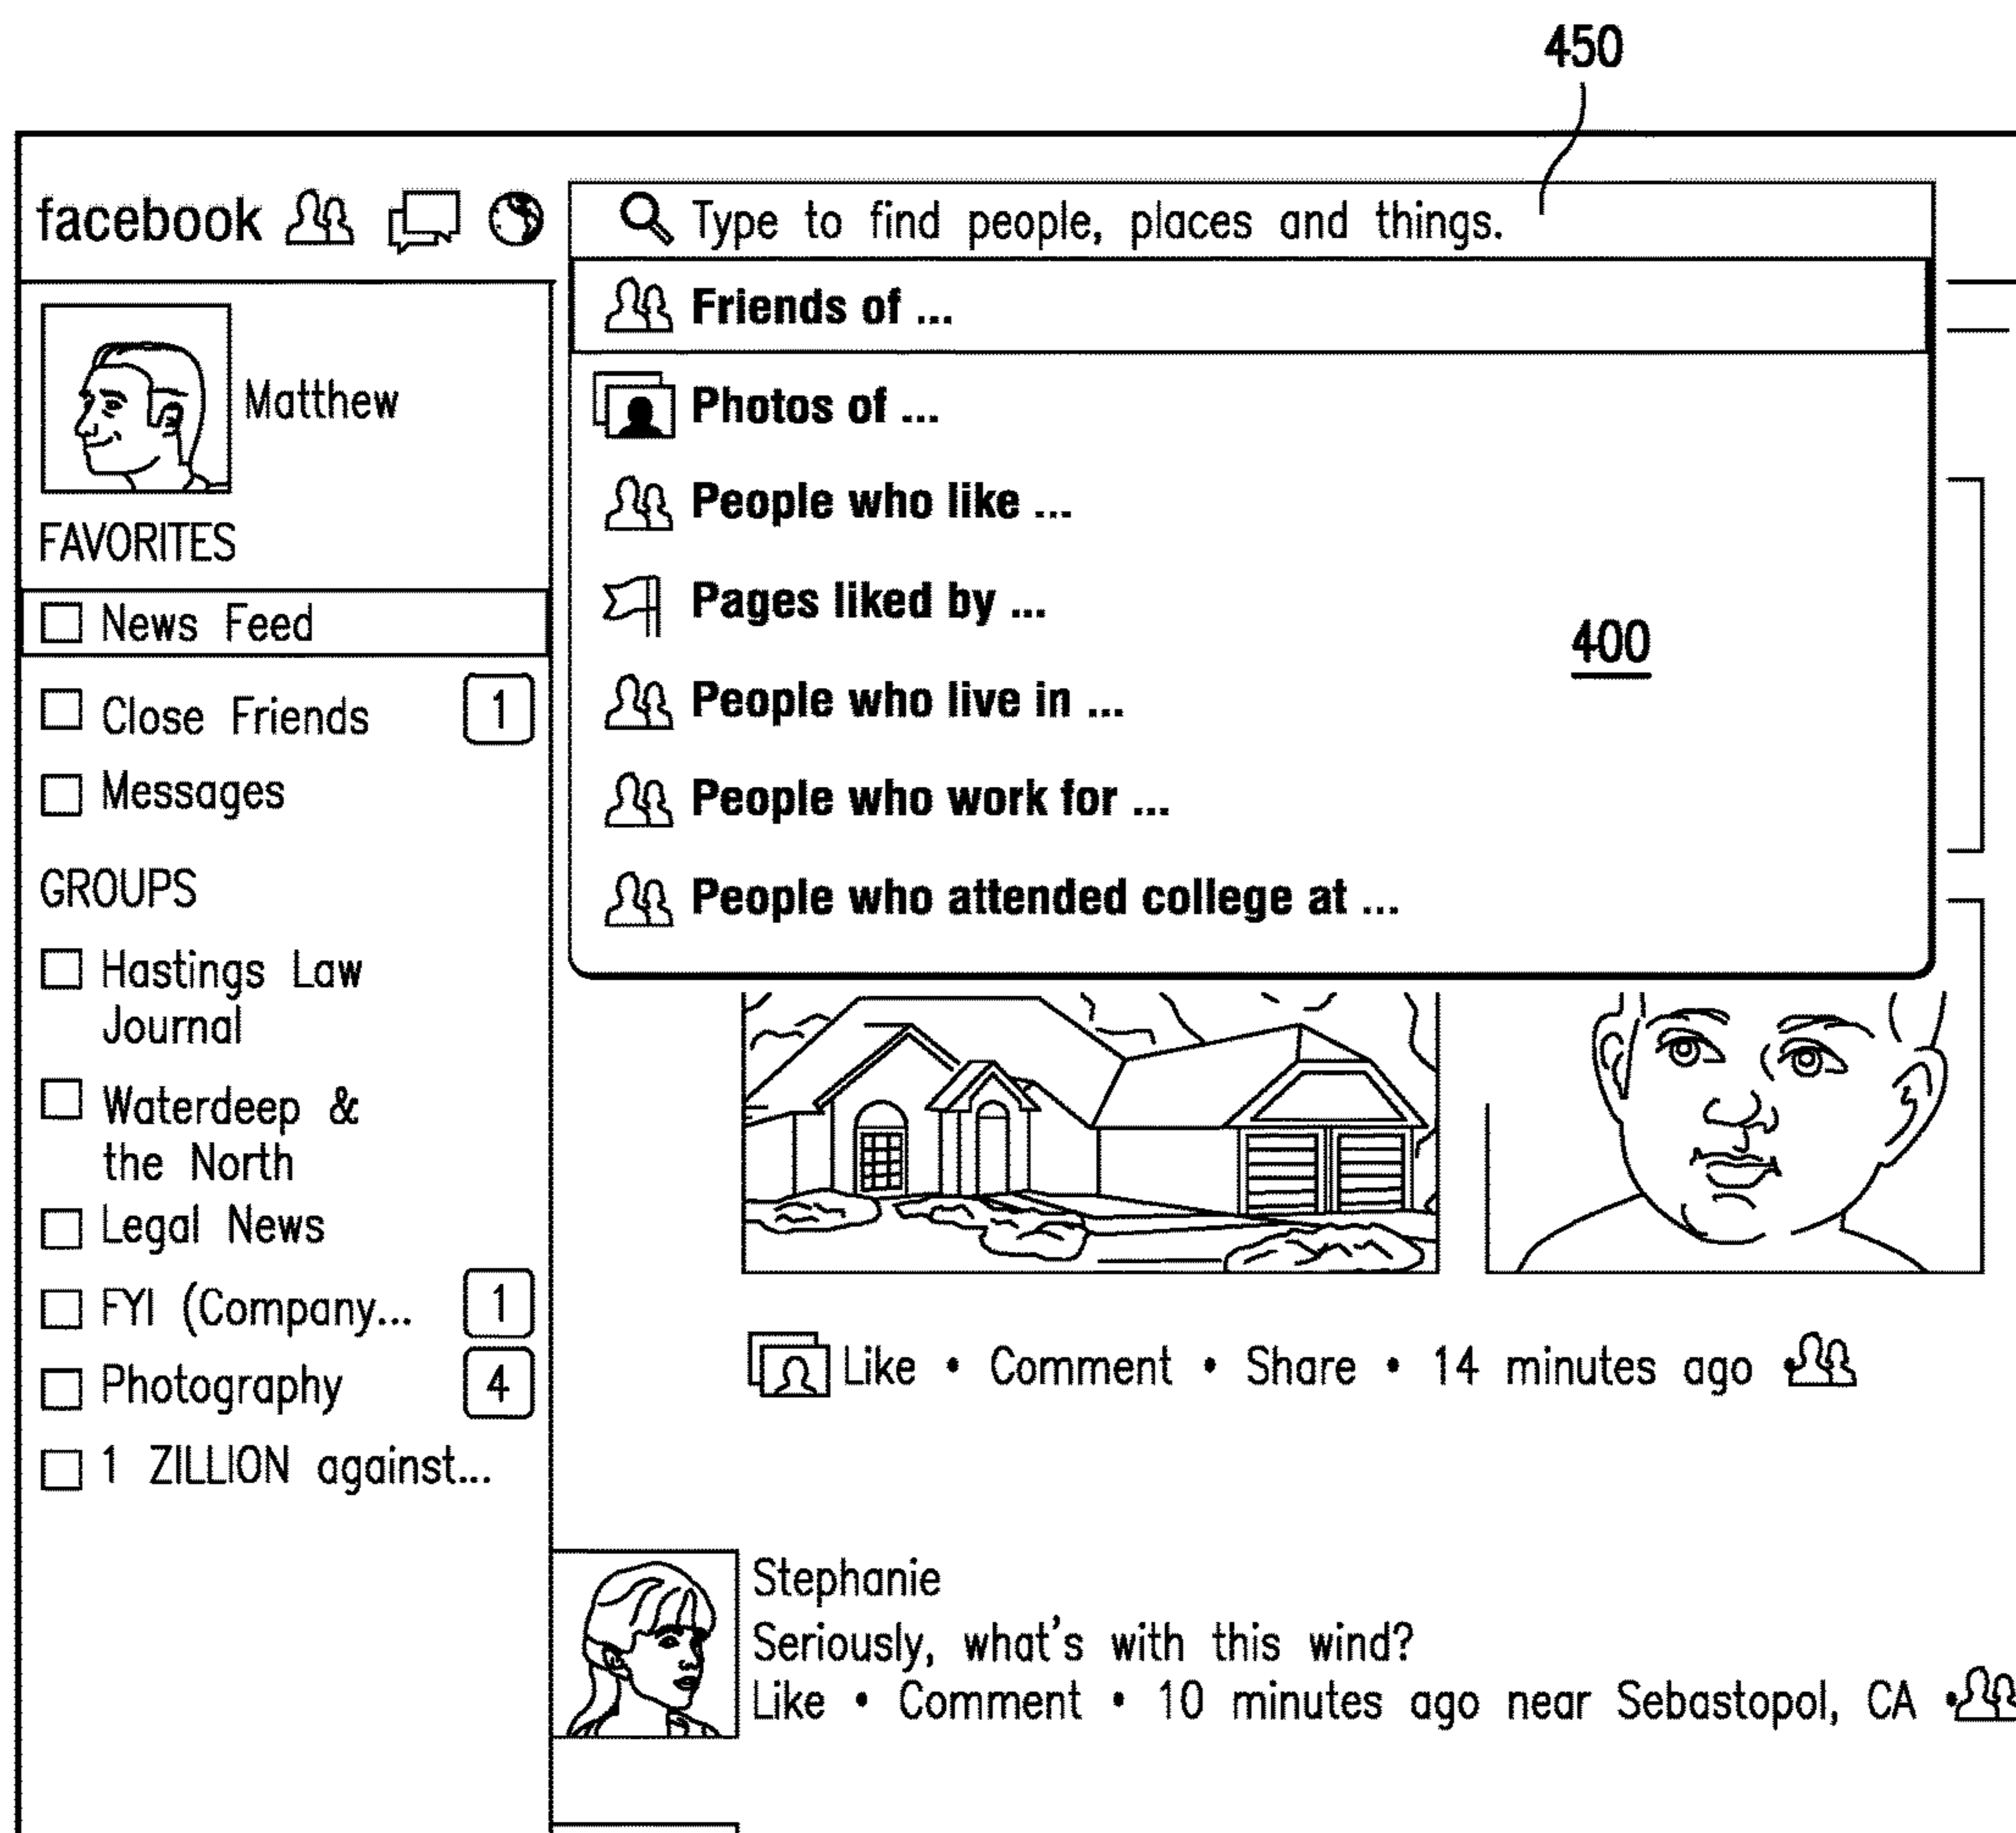 450
facebook
Type to find people, places and things.
Friends of ...
Photos of ...
People who like ...
Pages liked by ...
People who live in ...
People who work for ...
People who attended college at ...
400
Matthew
FAVORITES
News Feed
Close Friends 1
Messages
GROUPS
Hastings Law
Journal
Waterdeep &
the North
Legal News
FYI (Company... 1
Photography 4
1 ZILLION against...
Like • Comment • Share • 14 minutes ago •
Stephanie
Seriously, what's with this wind?
Like • Comment • 10 minutes ago near Sebastopol, CA •